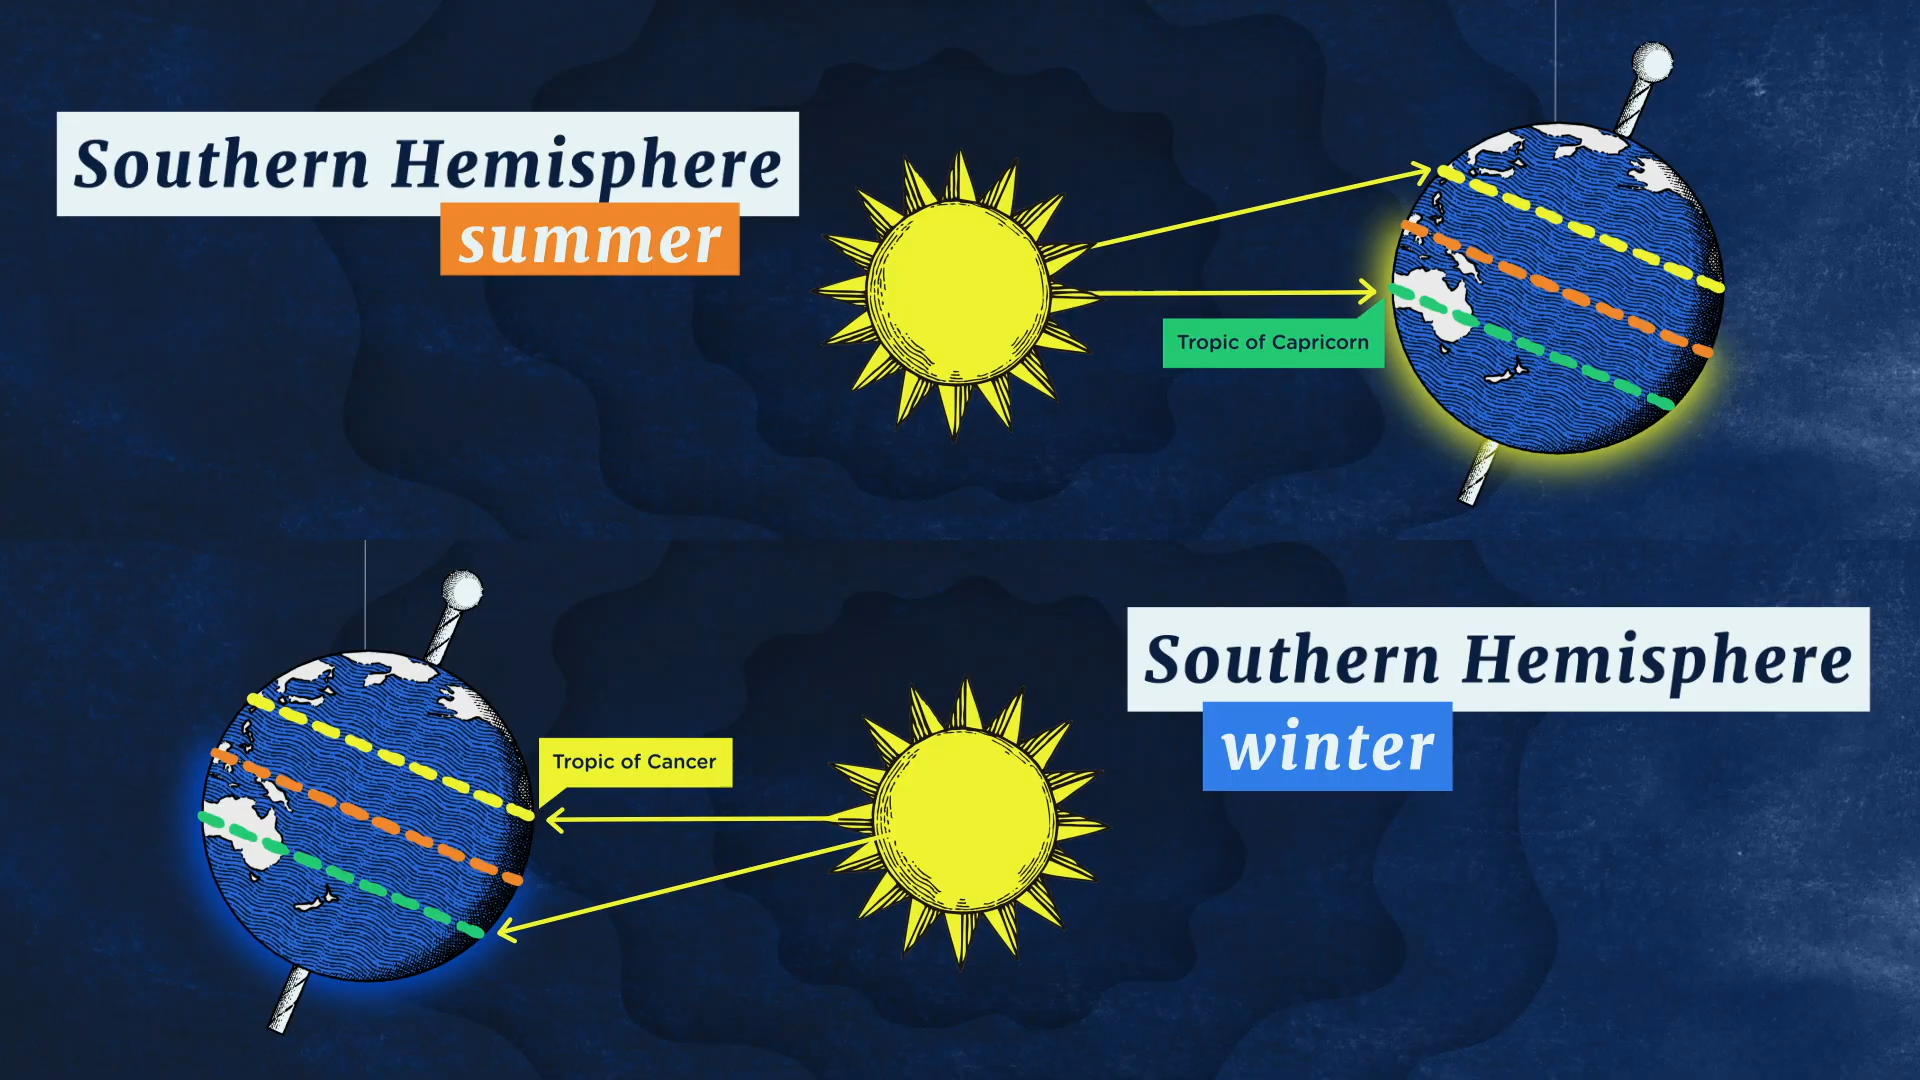 Southern Hemisphere
summer
Tropic of Capricorn
Southern Hemisphere
winter
Tropic of Cancer